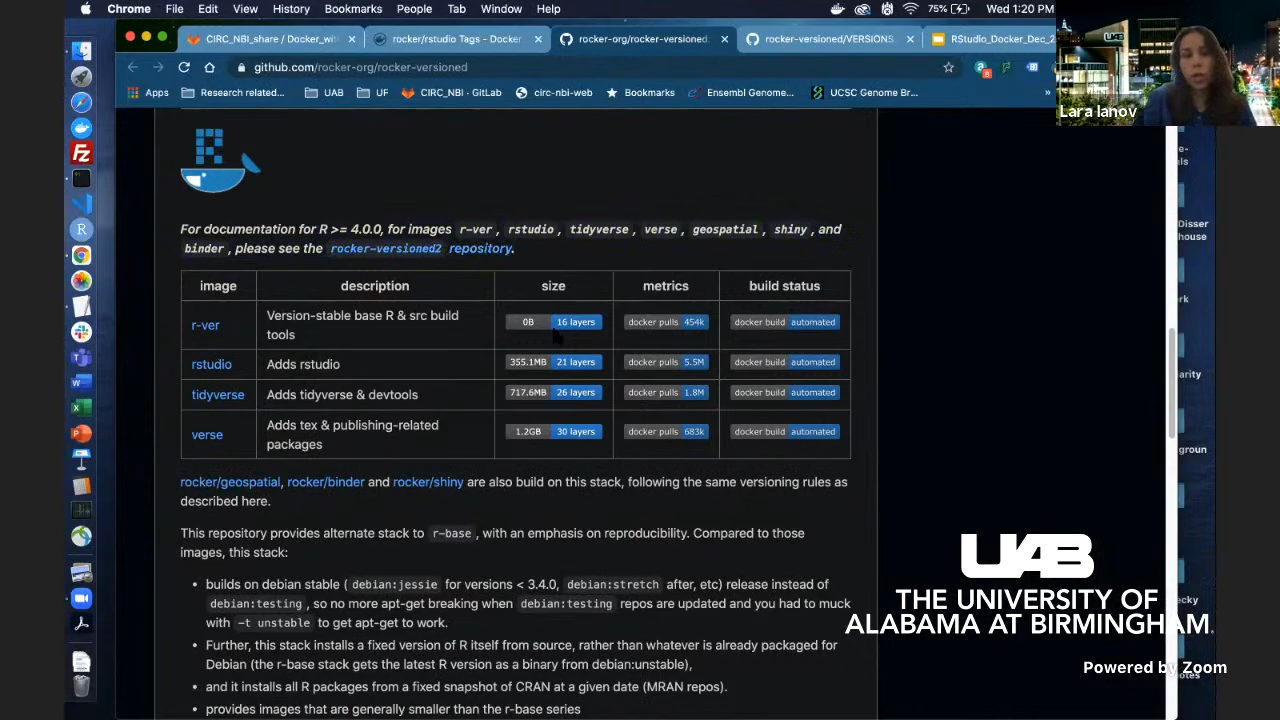 Chrome File Edit View History Bookmarks People Tab Window Help 75% Wed 1:20 PM
CIRC_NBI_share / Docker_wit × rocker/rstudio Tags - Docker × rocker-org/rocker-versioned. × rocker-versioned/VERSIONS. × RStudio_Docker_Dec_2
github.com/rocker-org/rocker-versioned
Apps Research related... UAB UF CIRC_NBI · GitLab circ-nbi-web Bookmarks Ensembl Genome... UCSC Genome Br... »
UAB
Lara Ianov
For documentation for R >= 4.0.0, for images r-ver, rstudio, tidyverse, verse, geospatial, shiny, and
binder, please see the rocker-versioned2 repository.
image description size metrics build status
r-ver Version-stable base R & src build tools 0B 16 layers docker pulls 454k docker build automated
rstudio Adds rstudio 355.1MB 21 layers docker pulls 5.5M docker build automated
tidyverse Adds tidyverse & devtools 717.6MB 26 layers docker pulls 1.8M docker build automated
verse Adds tex & publishing-related packages 1.2GB 30 layers docker pulls 683k docker build automated
rocker/geospatial, rocker/binder and rocker/shiny are also build on this stack, following the same versioning rules as
described here.
This repository provides alternate stack to r-base, with an emphasis on reproducibility. Compared to those
images, this stack:
• builds on debian stable (debian:jessie for versions < 3.4.0, debian:stretch after, etc) release instead of
debian:testing, so no more apt-get breaking when debian:testing repos are updated and you had to muck
with -t unstable to get apt-get to work.
• Further, this stack installs a fixed version of R itself from source, rather than whatever is already packaged for
Debian (the r-base stack gets the latest R version as a binary from debian:unstable),
• and it installs all R packages from a fixed snapshot of CRAN at a given date (MRAN repos).
• provides images that are generally smaller than the r-base series
Disser
house
UAB
THE UNIVERSITY OF
ALABAMA AT BIRMINGHAM.
Powered by Zoom